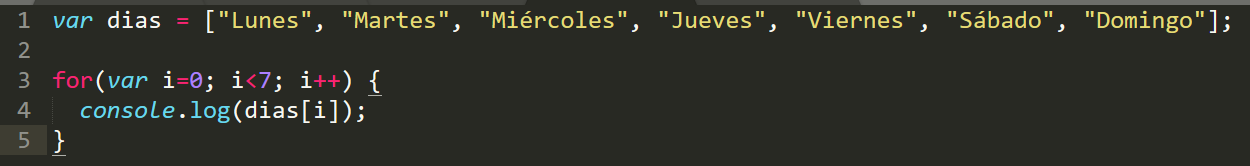 1 var dias = ["Lunes", "Martes", "Miércoles", "Jueves", "Viernes", "Sábado", "Domingo"];
2
3 for(var i=0; i<7; i++) {
4   console.log(dias[i]);
5 }